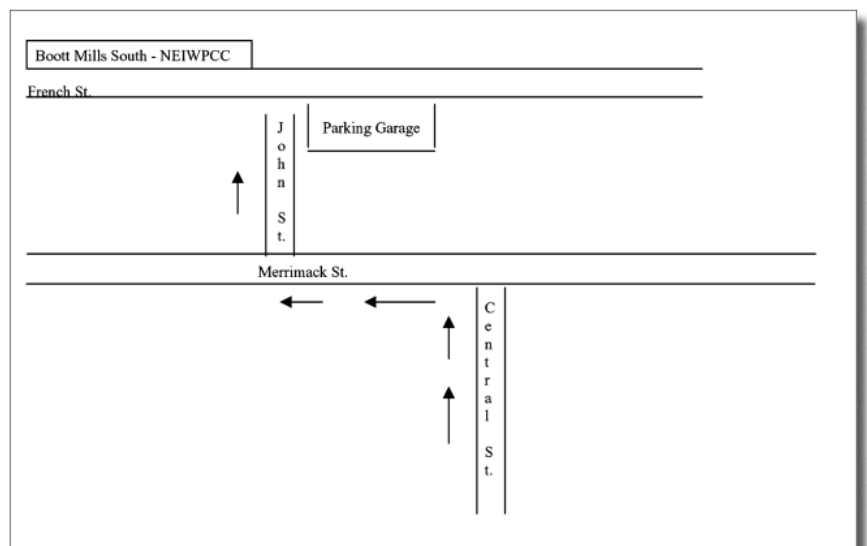 Boott Mills South - NEIWPCC
French St.
John St.
Parking Garage
Merrimack St.
Central St.